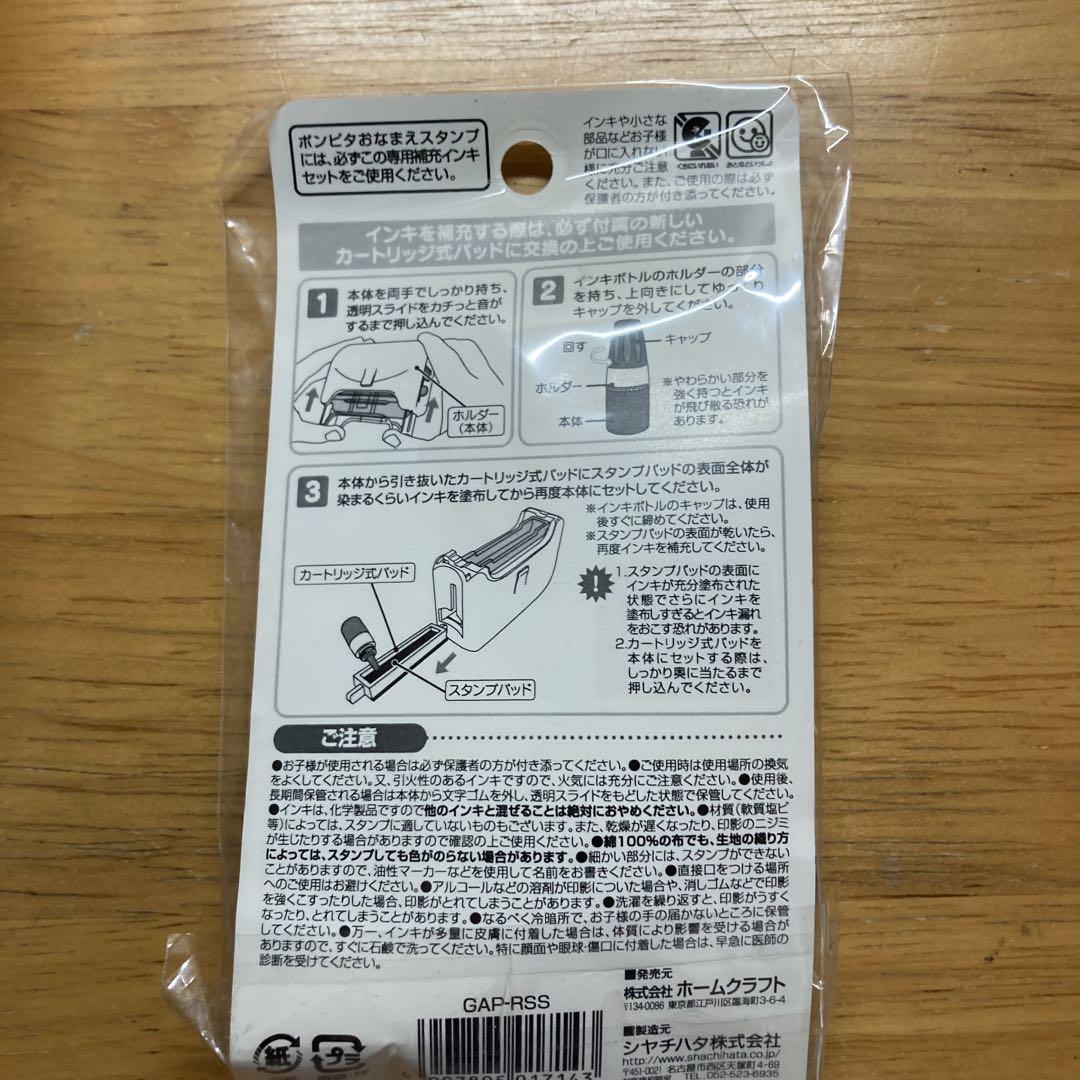 ポンピタおなまえスタンプ
には、必ずこの専用補充インキ
セットをご使用ください。
インキや小さな
部品などお子様
が口に入れない
様に充分ご注意
ください。また、ご使用の際は必ず
保護者の方が付き添ってください。
くちにいれない
おとなといっしょ
インキを補充する際は、必ず付属の新しい
カートリッジ式パッドに交換の上ご使用ください。
1
本体を両手でしっかり持ち、
透明スライドをカチっと音が
するまで押し込んでください。
ホルダー
(本体)
2
インキボトルのホルダーの部分
を持ち、上向きにしてゆっくり
キャップを外してください。
回す
キャップ
ホルダー
本体
※やわらかい部分を
強く持つとインキ
が飛び散る恐れが
あります。
3
本体から引き抜いたカートリッジ式パッドにスタンプパッドの表面全体が
染まるくらいインキを塗布してから再度本体にセットしてください。
※インキボトルのキャップは、使用
後すぐに締めてください。
※スタンプパッドの表面が乾いたら、
再度インキを補充してください。
カートリッジ式パッド
スタンプパッド
!
1.スタンプパッドの表面に
インキが充分塗布された
状態でさらにインキを
塗布しすぎるとインキ漏れ
をおこす恐れがあります。
2.カートリッジ式パッドを
本体にセットする際は、
しっかり奥に当たるまで
押し込んでください。
ご注意
●お子様が使用される場合は必ず保護者の方が付き添ってください。●ご使用時は使用場所の換気
をよくしてください。又、引火性のあるインキですので、火気には充分にご注意ください。●使用後、
長期間保管される場合は本体から文字ゴムを外し、透明スライドをもどした状態で保管してください。
●インキは、化学製品ですので他のインキと混ぜることは絶対におやめください。●材質(軟質塩ビ
等)によっては、スタンプに適していないものもございます。また、乾燥が遅くなったり、印影のニジミ
が生じたりする場合がありますので確認の上ご使用ください。●綿100%の布でも、生地の織り方
によっては、スタンプしても色がのらない場合があります。●細かい部分には、スタンプができない
ことがありますので、油性マーカーなどを使用して名前をお書きください。●直接口をつける場所
へのご使用はお避けください。●アルコールなどの溶剤が印影についた場合や、消しゴムなどで印影
を強くこすったりした場合、印影がとれてしまうことがあります。●洗濯を繰り返すと、印影がうすく
なったり、とれてしまうことがあります。●なるべく冷暗所で、お子様の手の届かないところに保管
してください。●万一、インキが多量に皮膚に付着した場合は、体質により影響を受ける場合が
ありますので、すぐに石鹸で洗ってください。特に顔面や眼球・傷口に付着した場合は、早急に医師の
診断を受けてください。
GAP-RSS
紙
プラ
■発売元
株式会社 ホームクラフト
〒134-0086 東京都江戸川区臨海町3-6-4
■製造元
シヤチハタ株式会社
http://www.shachihata.co.jp/
〒451-0021 名古屋市西区天塚町4-69
TEL.052-523-6935